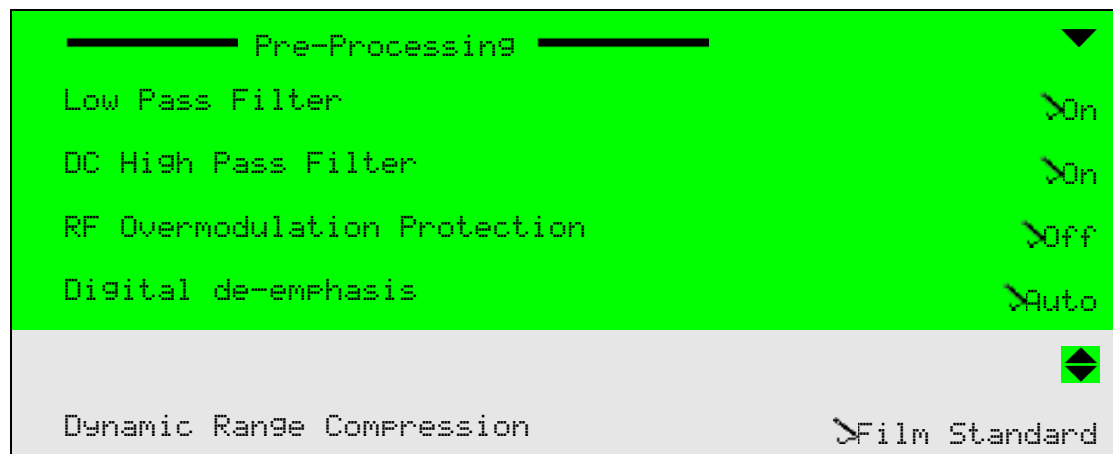 Pre-Processing
Low Pass Filter On
DC High Pass Filter On
RF Overmodulation Protection Off
Digital de-emphasis Auto
Dynamic Range Compression Film Standard